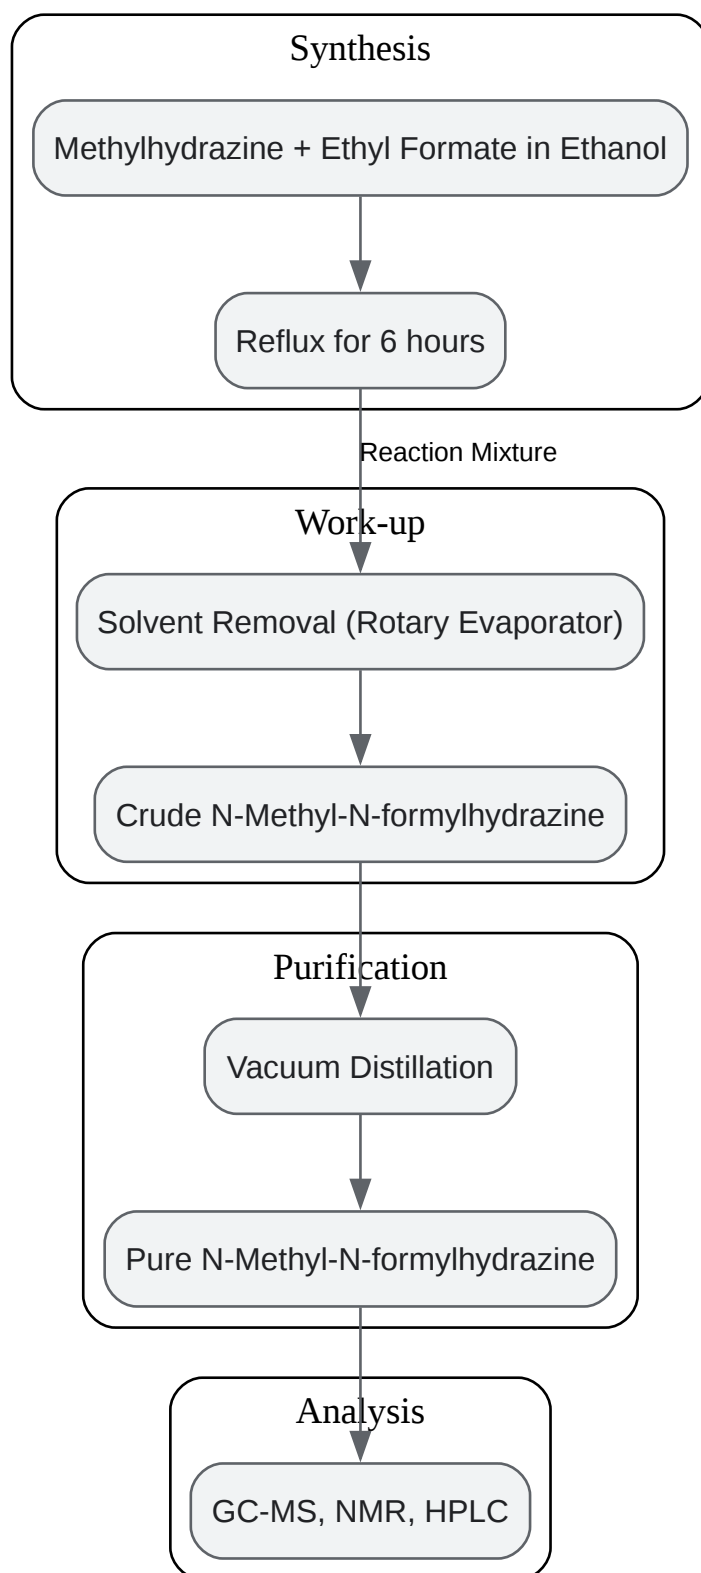 Synthesis
Methylhydrazine + Ethyl Formate in Ethanol
Reflux for 6 hours
Reaction Mixture
Work-up
Solvent Removal (Rotary Evaporator)
Crude N-Methyl-N-formylhydrazine
Purification
Vacuum Distillation
Pure N-Methyl-N-formylhydrazine
Analysis
GC-MS, NMR, HPLC